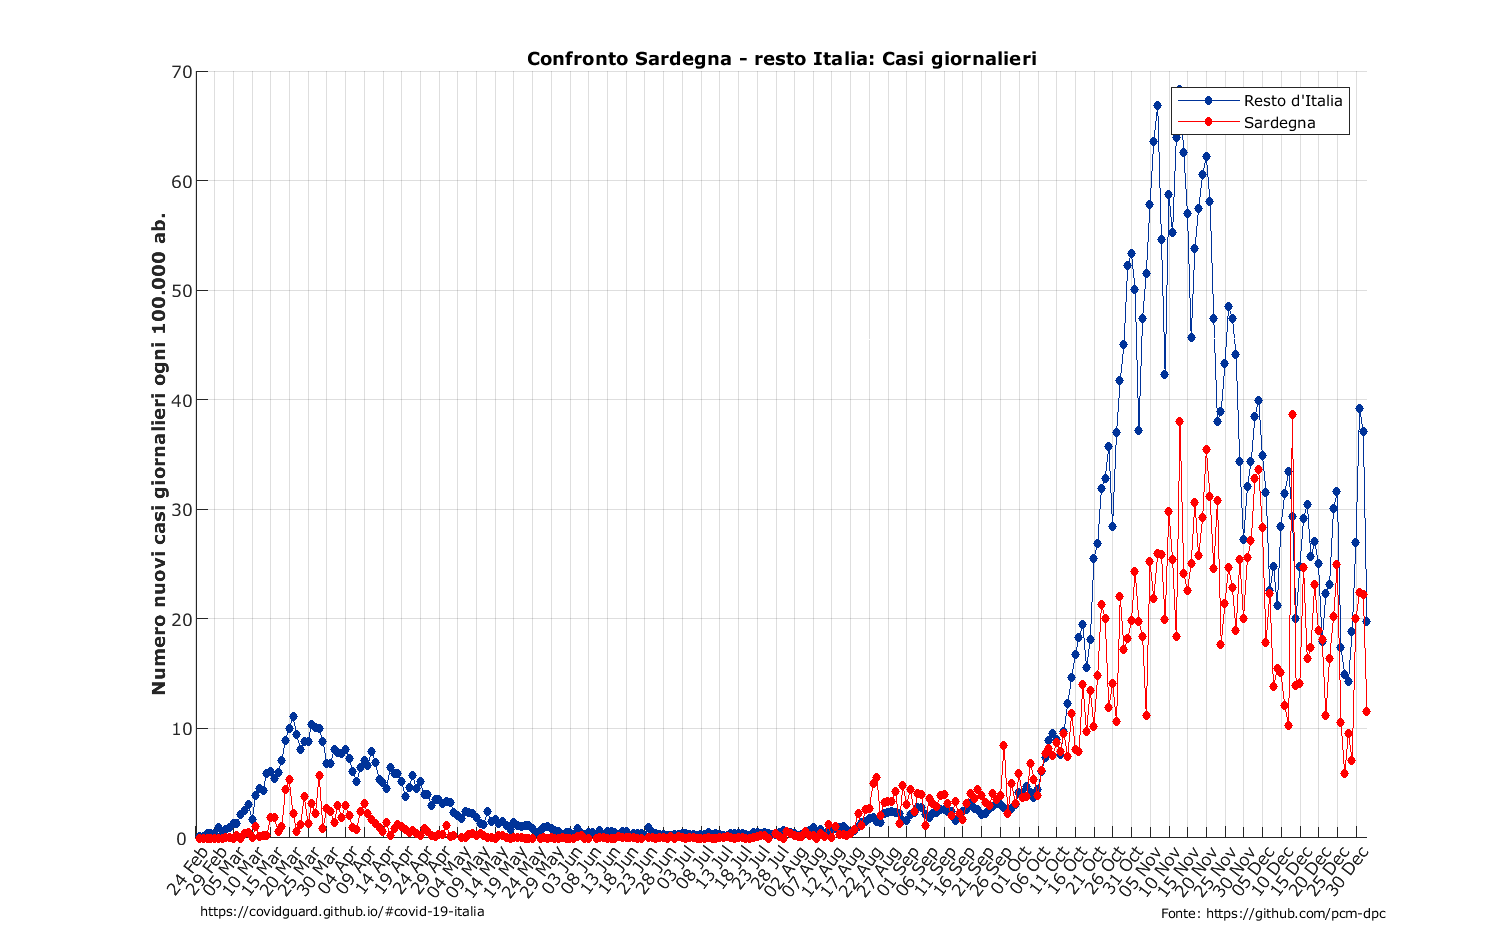 Confronto Sardegna - resto Italia: Casi giornalieri
Numero nuovi casi giornalieri ogni 100.000 ab.
70
60
50
40
30
20
10
0
Resto d'Italia
Sardegna
24 Feb
29 Feb
05 Mar
10 Mar
15 Mar
20 Mar
25 Mar
30 Mar
04 Apr
09 Apr
14 Apr
19 Apr
24 Apr
29 Apr
04 May
09 May
14 May
19 May
24 May
29 May
03 Jun
08 Jun
13 Jun
18 Jun
23 Jun
28 Jun
03 Jul
08 Jul
13 Jul
18 Jul
23 Jul
28 Jul
02 Aug
07 Aug
12 Aug
17 Aug
22 Aug
27 Aug
01 Sep
06 Sep
11 Sep
16 Sep
21 Sep
26 Sep
01 Oct
06 Oct
11 Oct
16 Oct
21 Oct
26 Oct
31 Oct
05 Nov
10 Nov
15 Nov
20 Nov
25 Nov
30 Nov
05 Dec
10 Dec
15 Dec
20 Dec
25 Dec
30 Dec
https://covidguard.github.io/#covid-19-italia
Fonte: https://github.com/pcm-dpc